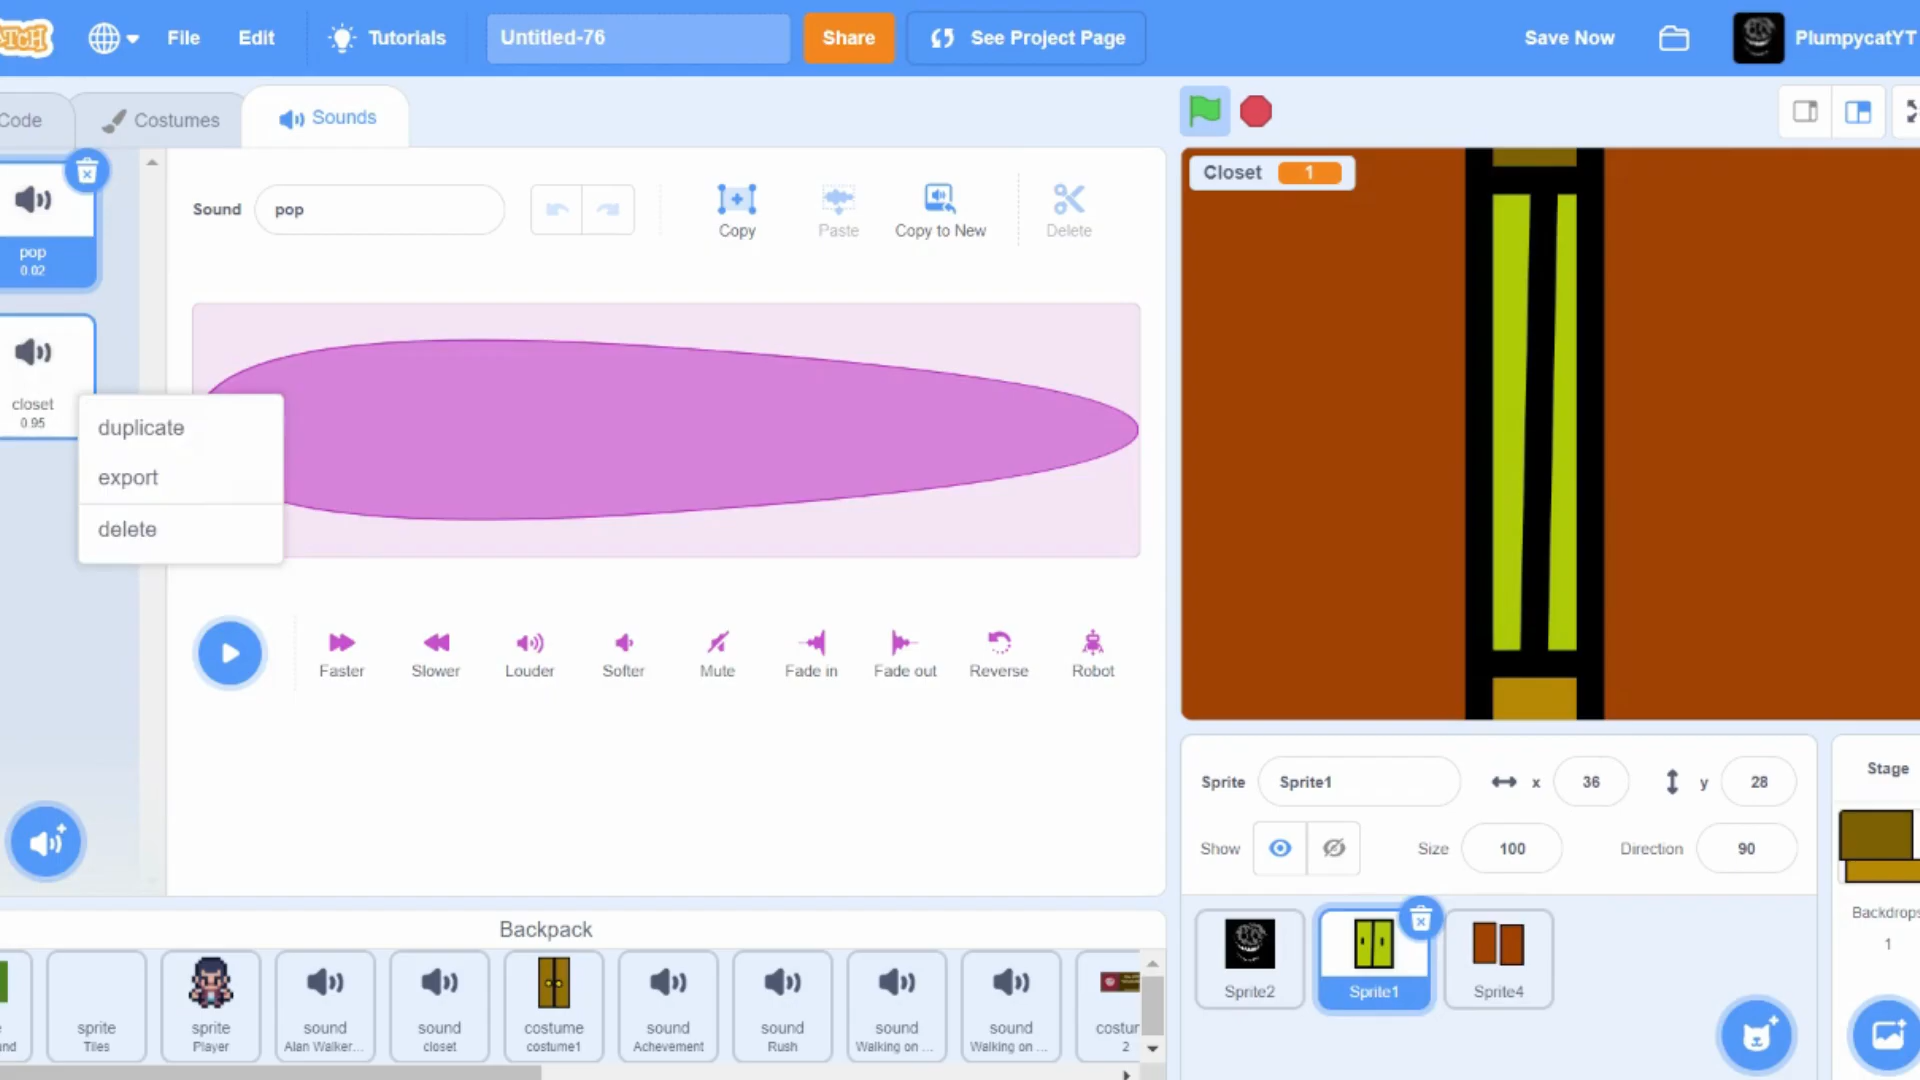 File
Edit
Tutorials
Untitled-76
Share
See Project Page
Save Now
PlumpycatYT
Code
Costumes
Sounds
Sound
pop
Copy
Paste
Copy to New
Delete
pop
0.02
closet
0.95
duplicate
export
delete
Faster
Slower
Louder
Softer
Mute
Fade in
Fade out
Reverse
Robot
Closet 1
Sprite
Sprite1
x
36
y
28
Show
Size
100
Direction
90
Sprite2
Sprite1
Sprite4
Stage
Backdrops
1
Backpack
sprite
Tiles
sprite
Player
sound
Alan Walker...
sound
closet
costume
costume1
sound
Achevement
sound
Rush
sound
Walking on ...
sound
Walking on ...
costur
2